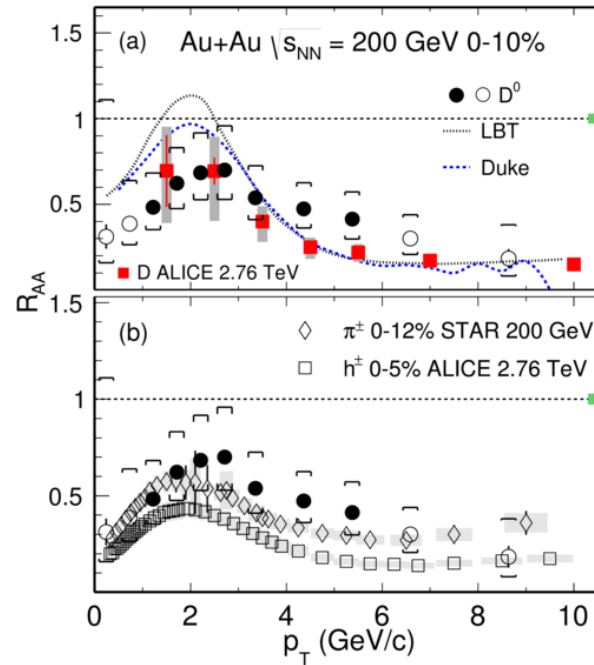 (a) Au+Au √sNN = 200 GeV 0-10%
D⁰
LBT
Duke
D ALICE 2.76 TeV
1.5
1
0.5
RAA
(b)
π± 0-12% STAR 200 GeV
h± 0-5% ALICE 2.76 TeV
1.5
1
0.5
0
0 2 4 6 8 10
pT (GeV/c)